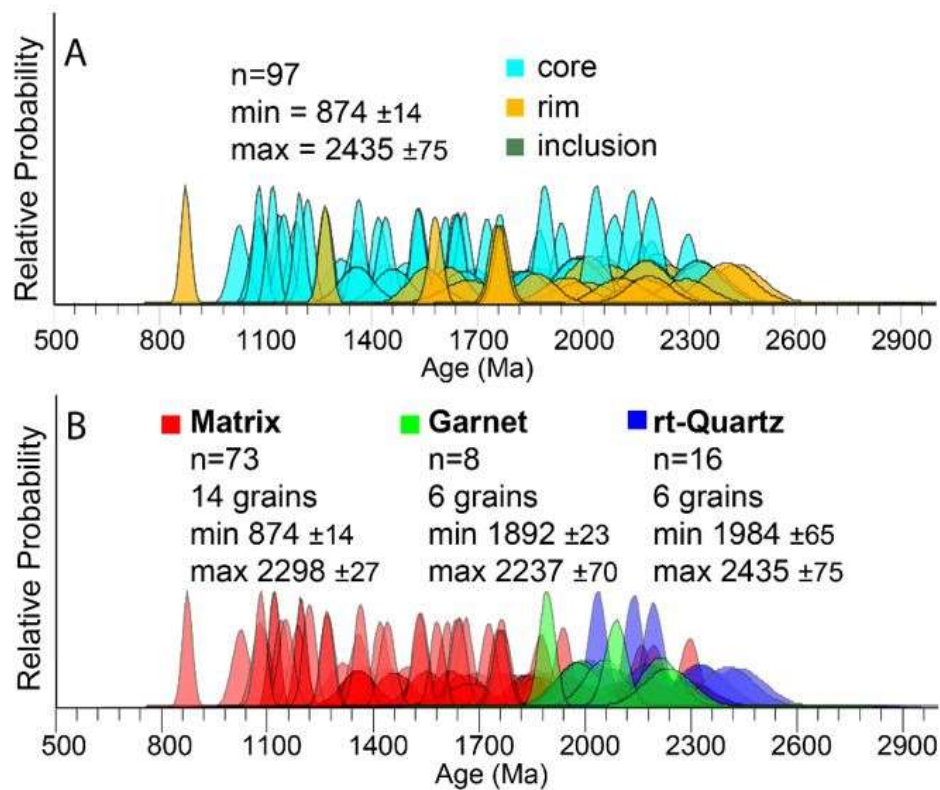 A
n=97
min = 874 ±14
max = 2435 ±75
core
rim
inclusion
Relative Probability
500 800 1100 1400 1700 2000 2300 2600 2900
Age (Ma)
B
Matrix Garnet rt-Quartz
n=73 n=8 n=16
14 grains 6 grains 6 grains
min 874 ±14 min 1892 ±23 min 1984 ±65
max 2298 ±27 max 2237 ±70 max 2435 ±75
Relative Probability
500 800 1100 1400 1700 2000 2300 2600 2900
Age (Ma)